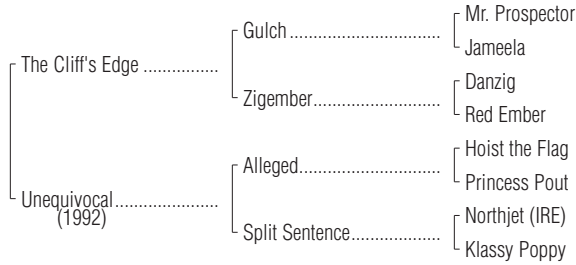 Mr. Prospector
Gulch
Jameela
The Cliff's Edge
Danzig
Zigember
Red Ember
Hoist the Flag
Alleged
Princess Pout
Unequivocal
(1992)
Northjet (IRE)
Split Sentence
Klassy Poppy